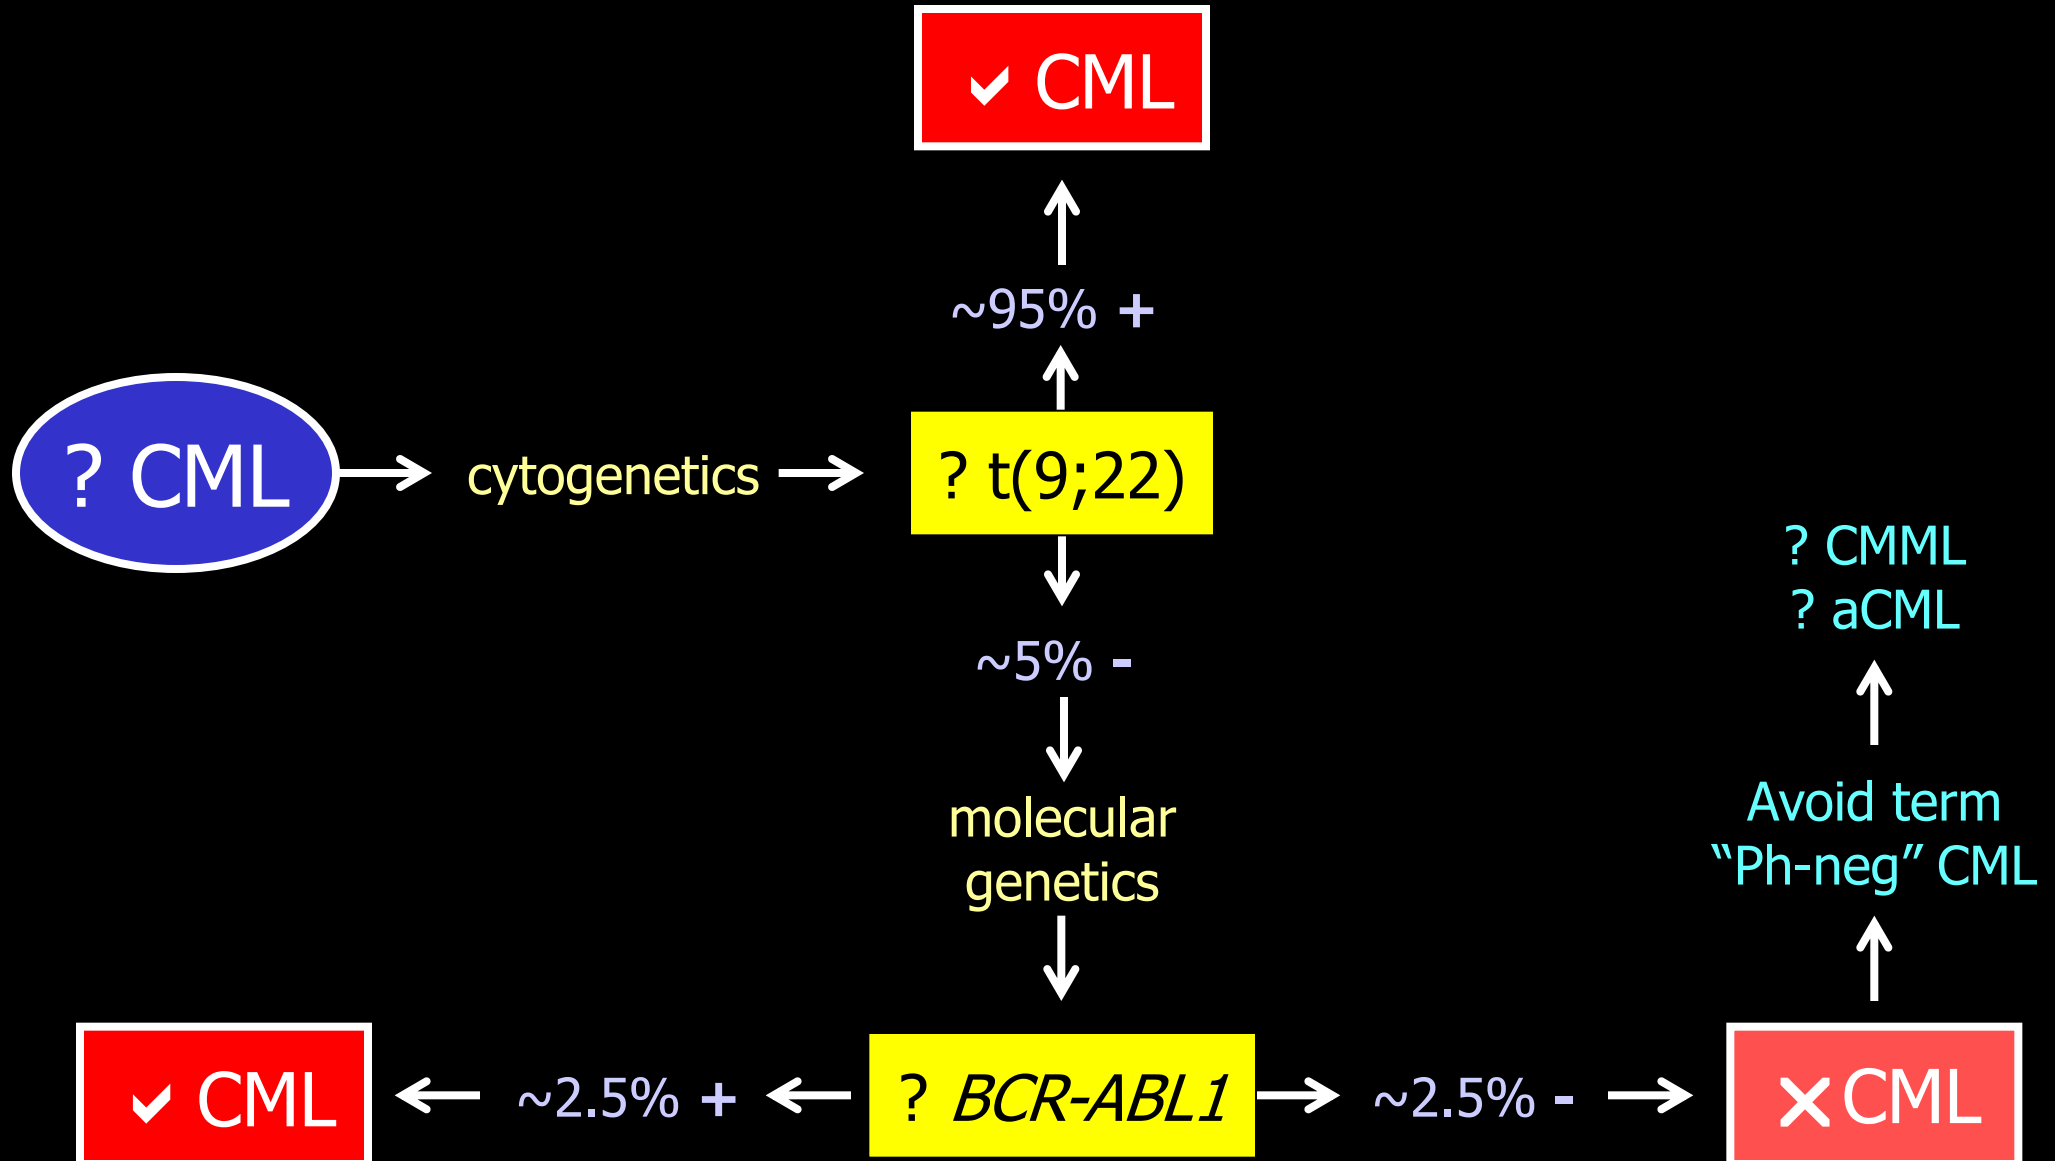 ✔ CML
~95% +
? CML
cytogenetics
? t(9;22)
~5% -
molecular
genetics
? BCR-ABL1
~2.5% +
✔ CML
~2.5% -
✖ CML
Avoid term
“Ph-neg” CML
? CMML
? aCML